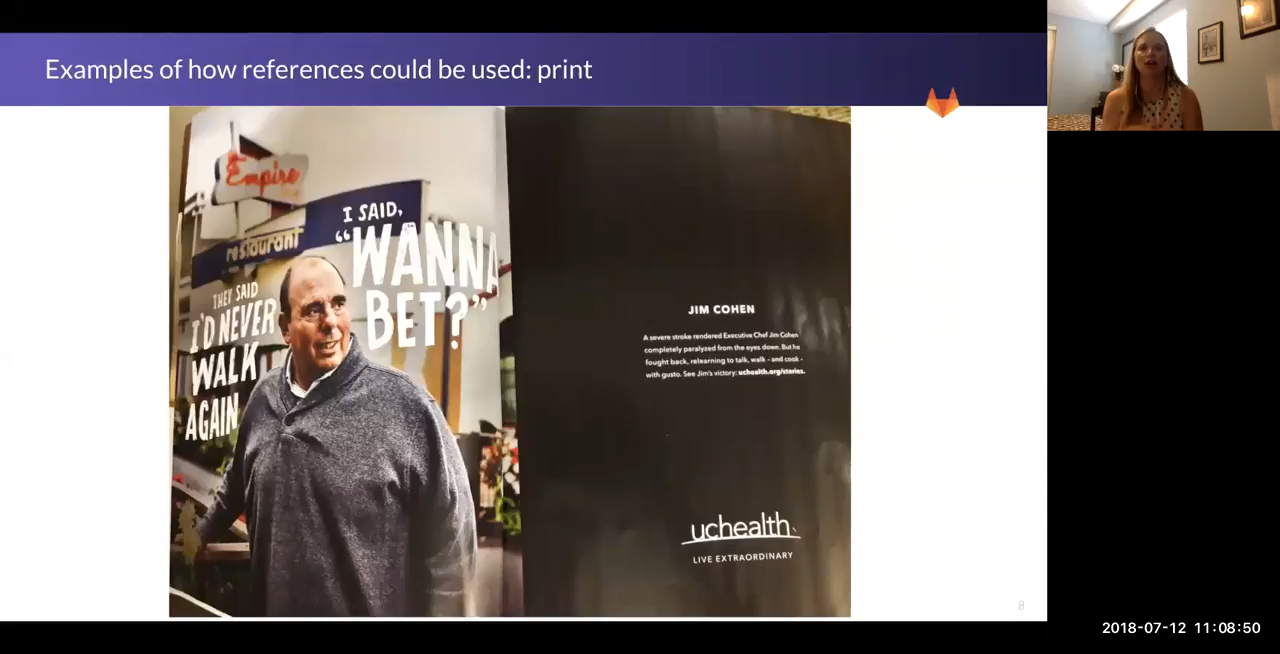 Examples of how references could be used: print
Empire
restaurant
THEY SAID
I'D NEVER
WALK
AGAIN
I SAID,
“WANNA
BET?”
JIM COHEN
A severe stroke rendered Executive Chef Jim Cohen
completely paralyzed from the eyes down. But he
fought back, relearning to talk, walk - and cook -
with gusto. See Jim's victory: uchealth.org/stories.
uchealth
LIVE EXTRAORDINARY
8
2018-07-12 11:08:50